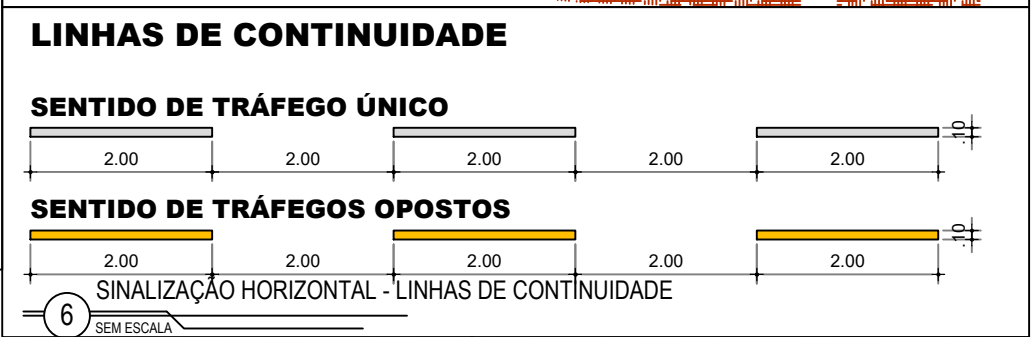 LINHAS DE CONTINUIDADE
SENTIDO DE TRÁFEGO ÚNICO
.10
2.00 2.00 2.00 2.00 2.00
SENTIDO DE TRÁFEGOS OPOSTOS
.10
2.00 2.00 2.00 2.00 2.00
SINALIZAÇÃO HORIZONTAL - LINHAS DE CONTINUIDADE
6
SEM ESCALA